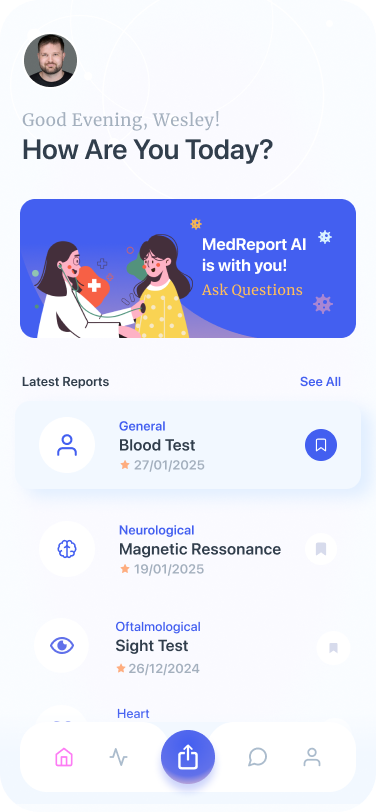 Good Evening, Wesley!
How Are You Today?
MedReport AI
is with you!
Ask Questions
Latest Reports
See All
General
Blood Test
27/01/2025
Neurological
Magnetic Ressonance
19/01/2025
Oftalmological
Sight Test
26/12/2024
Heart